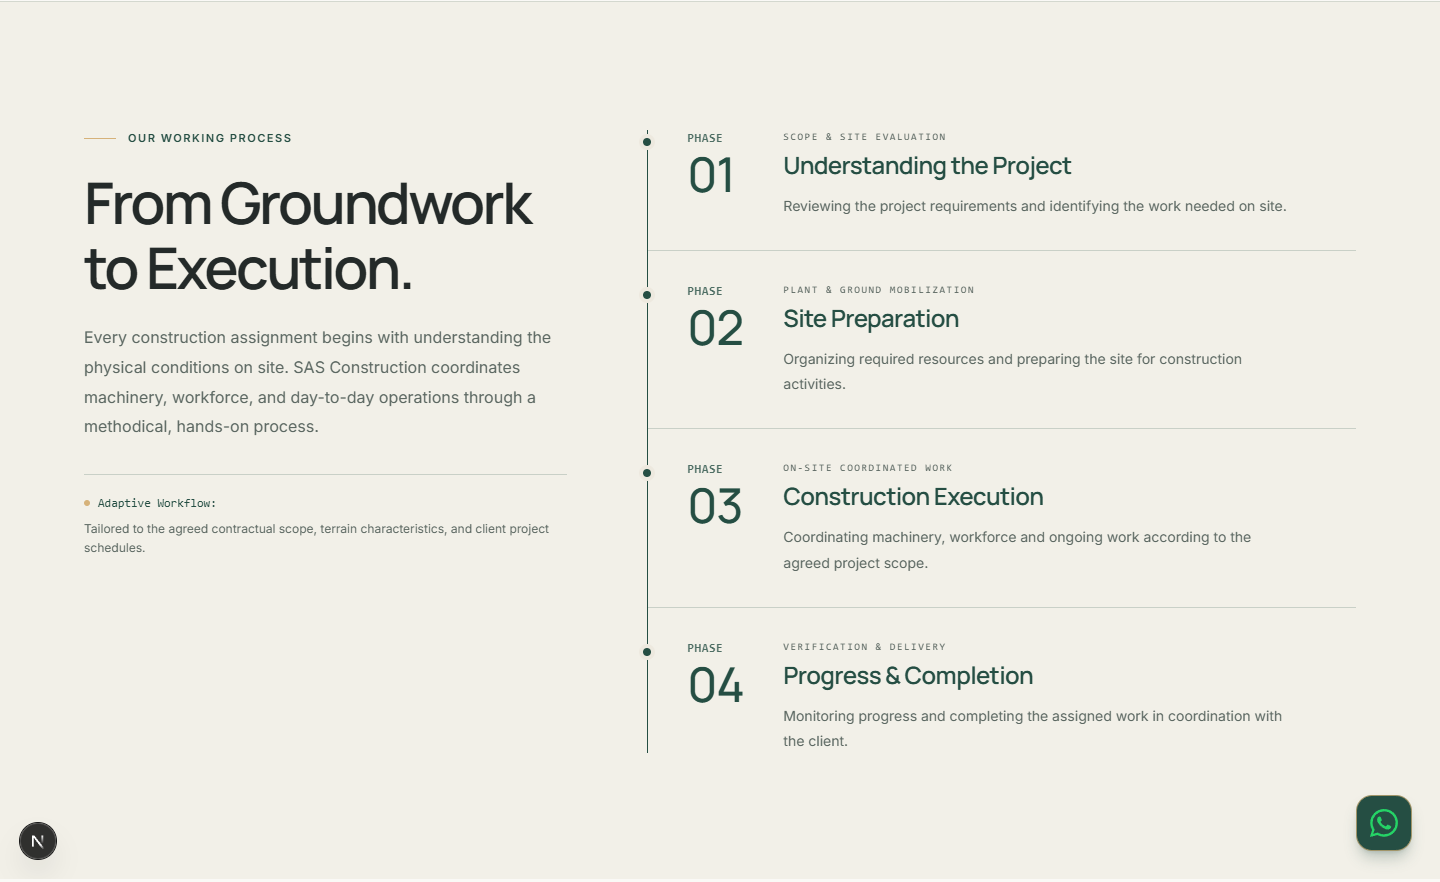 OUR WORKING PROCESS
From Groundwork
to Execution.
Every construction assignment begins with understanding the
physical conditions on site. SAS Construction coordinates
machinery, workforce, and day-to-day operations through a
methodical, hands-on process.
Adaptive Workflow:
Tailored to the agreed contractual scope, terrain characteristics, and client project
schedules.
PHASE
01
SCOPE & SITE EVALUATION
Understanding the Project
Reviewing the project requirements and identifying the work needed on site.
PHASE
02
PLANT & GROUND MOBILIZATION
Site Preparation
Organizing required resources and preparing the site for construction
activities.
PHASE
03
ON-SITE COORDINATED WORK
Construction Execution
Coordinating machinery, workforce and ongoing work according to the
agreed project scope.
PHASE
04
VERIFICATION & DELIVERY
Progress & Completion
Monitoring progress and completing the assigned work in coordination with
the client.
N